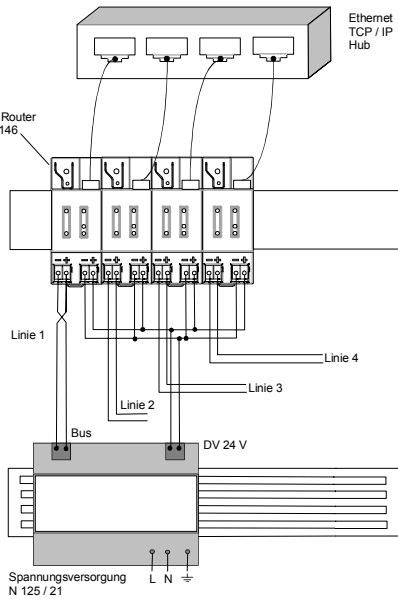 Ethernet
TCP / IP
Hub
Router
146
Linie 1
Linie 4
Linie 3
Linie 2
Bus
DV 24 V
L N
Spannungsversorgung
N 125 / 21